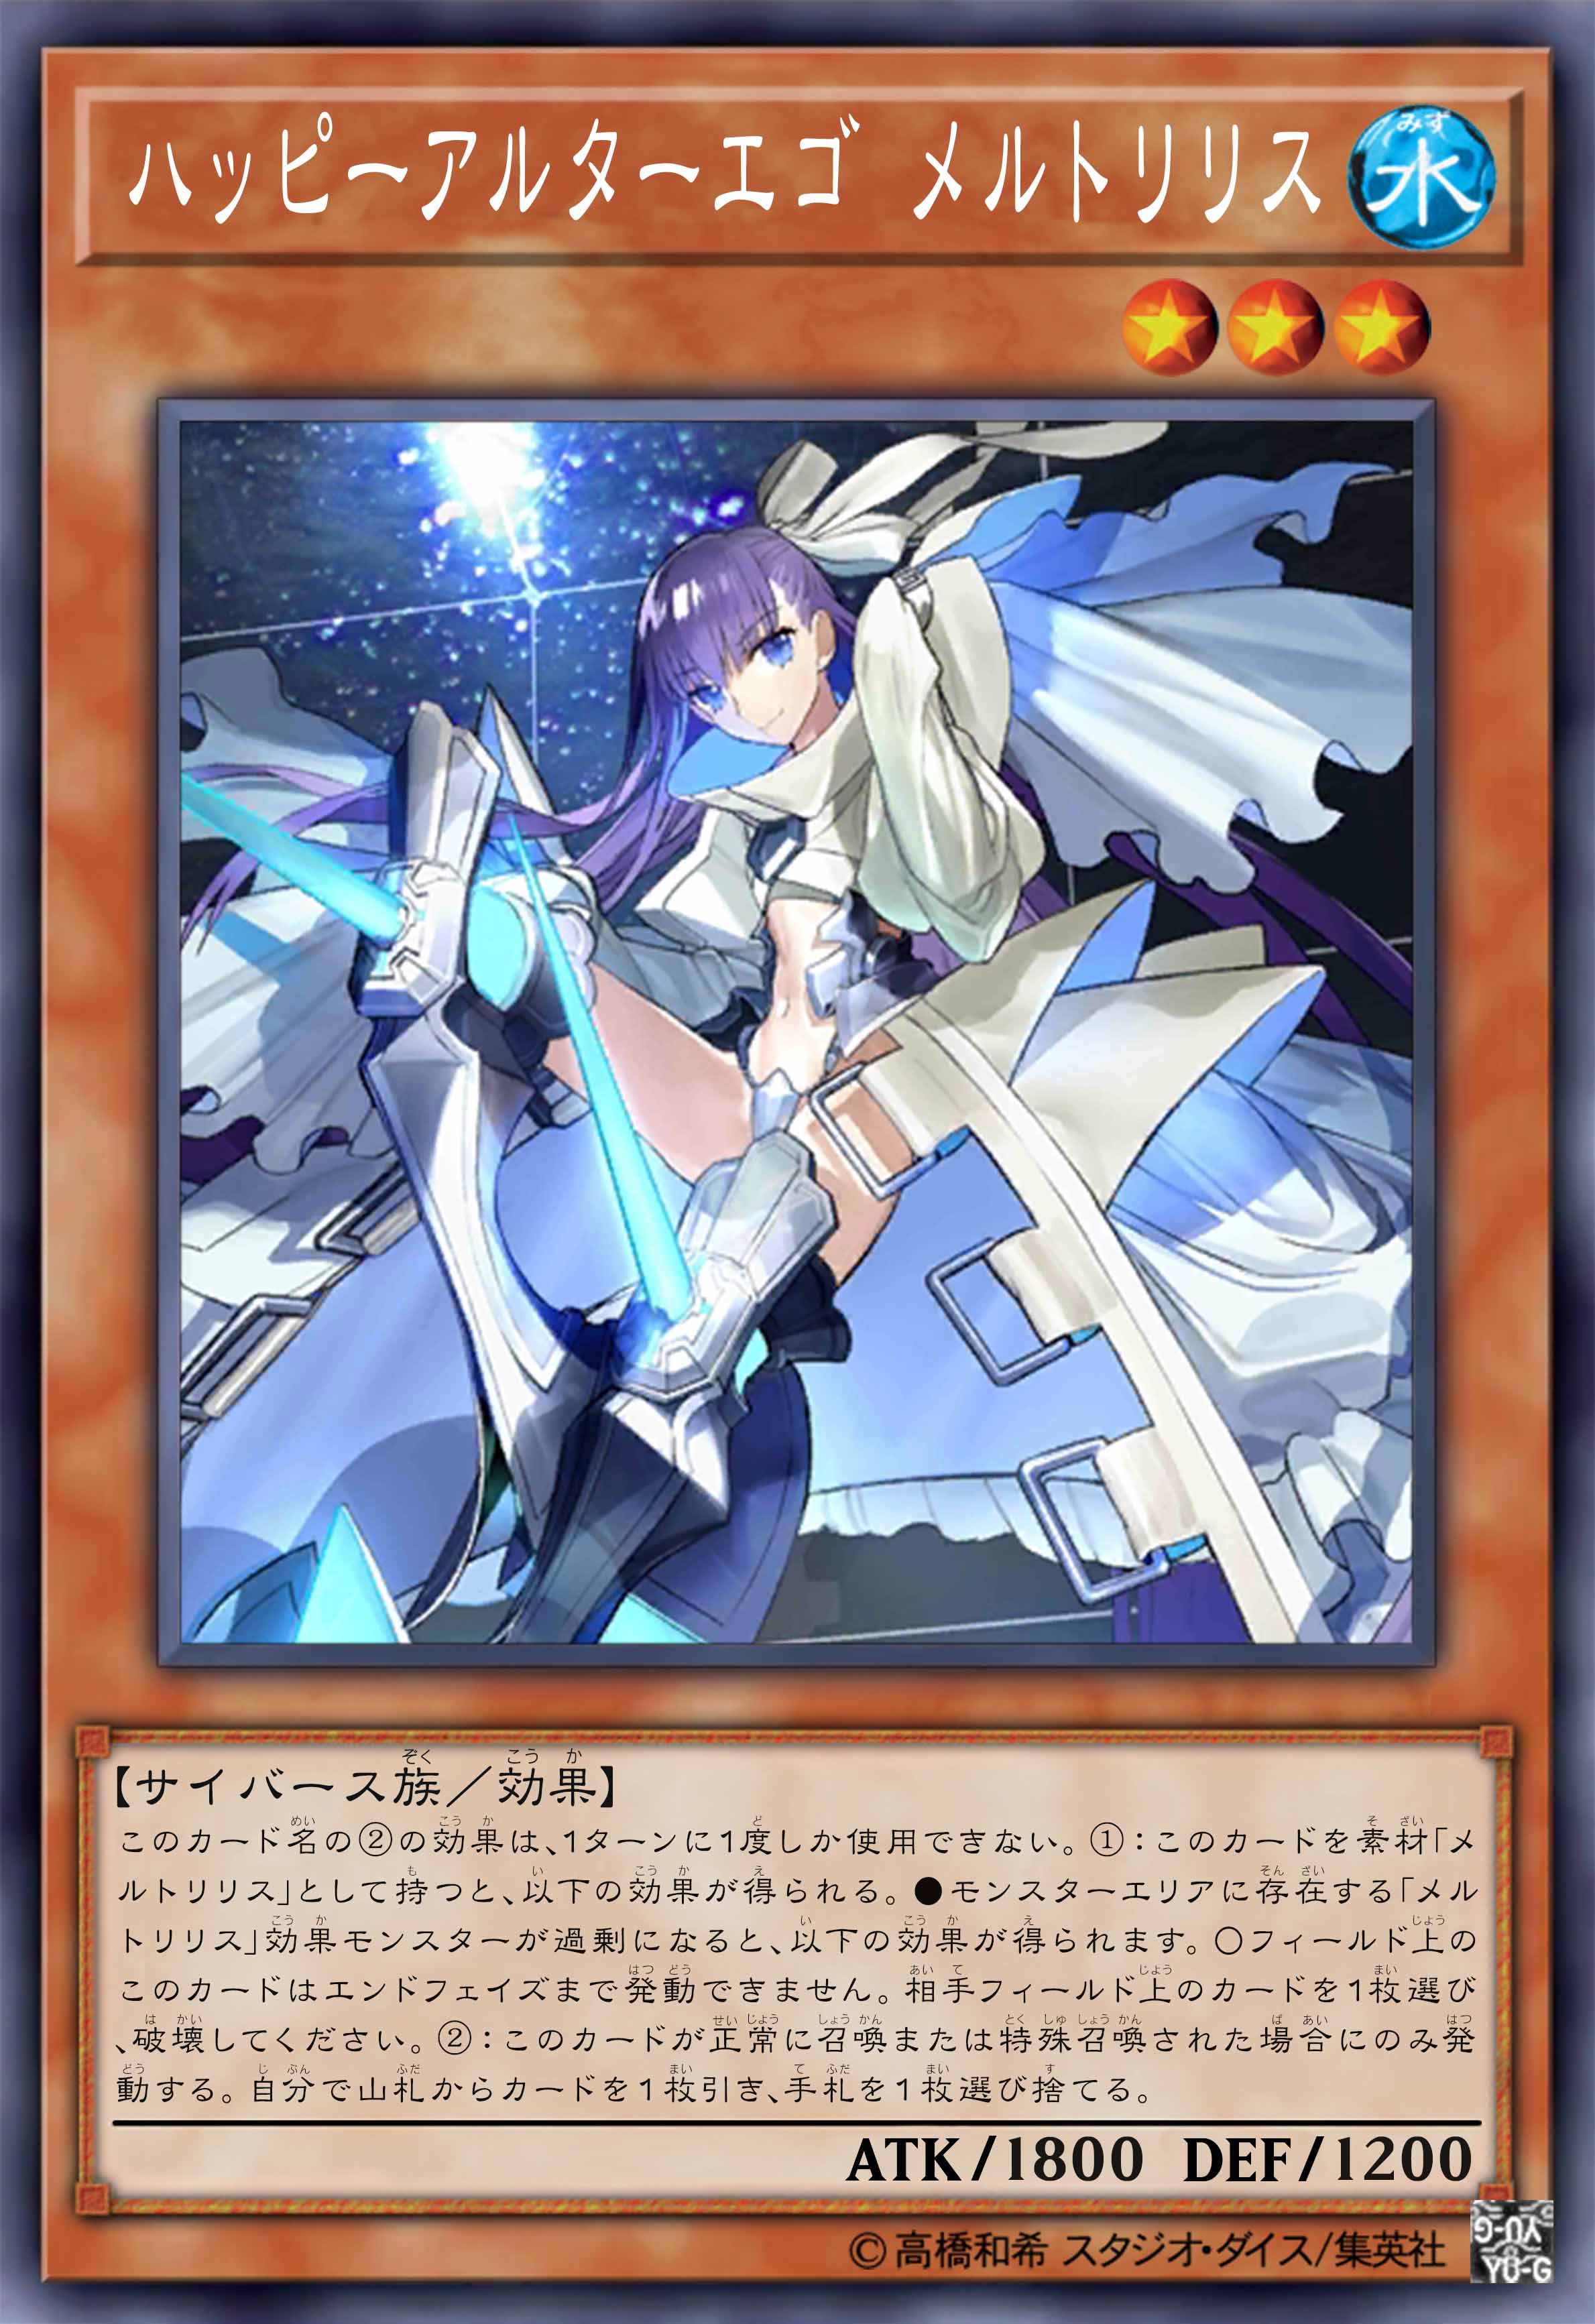 ハッピーアルターエゴ メルトリリス
みず
水
【サイバース族／効果】
このカード名の②の効果は、1ターンに1度しか使用できない。①：このカードを素材「メ
ルトリリス」として持つと、以下の効果が得られる。●モンスターエリアに存在する「メル
トリリス」効果モンスターが過剰になると、以下の効果が得られます。〇フィールド上の
このカードはエンドフェイズまで発動できません。相手フィールド上のカードを1枚選び
、破壊してください。②：このカードが正常に召喚または特殊召喚された場合にのみ発
動する。自分で山札からカードを1枚引き、手札を1枚選び捨てる。
ATK/1800 DEF/1200
©高橋和希 スタジオ・ダイス/集英社
YU-G
YU-G